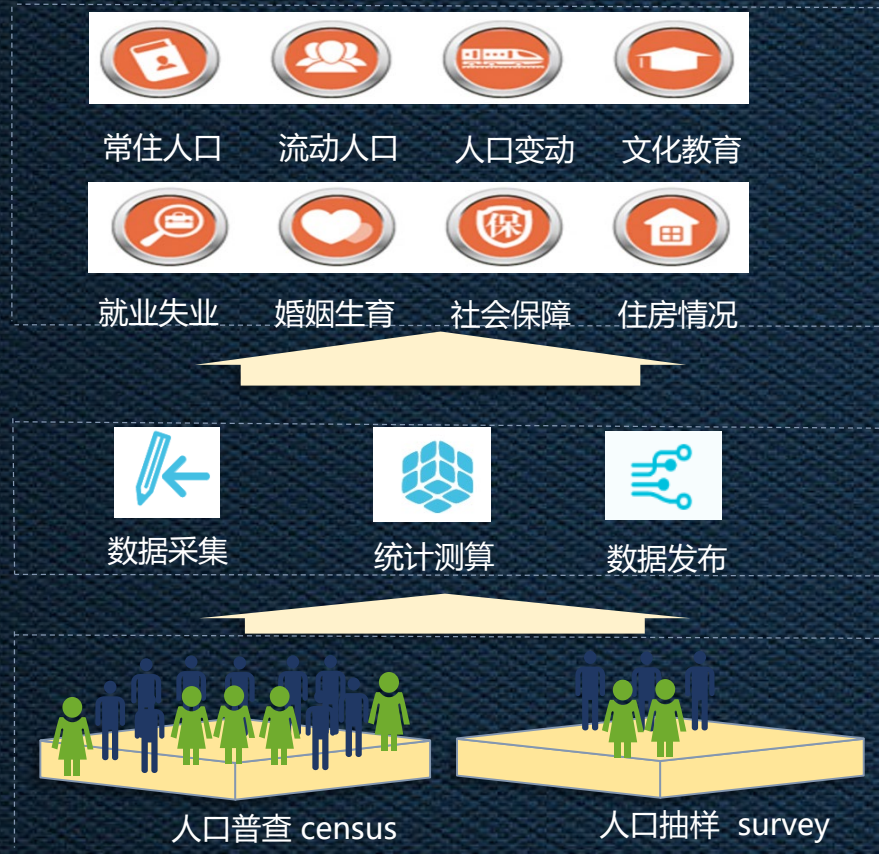 常住人口 流动人口 人口变动 文化教育
保
就业失业 婚姻生育 社会保障 住房情况
数据采集 统计测算 数据发布
人口普查 census 人口抽样 survey